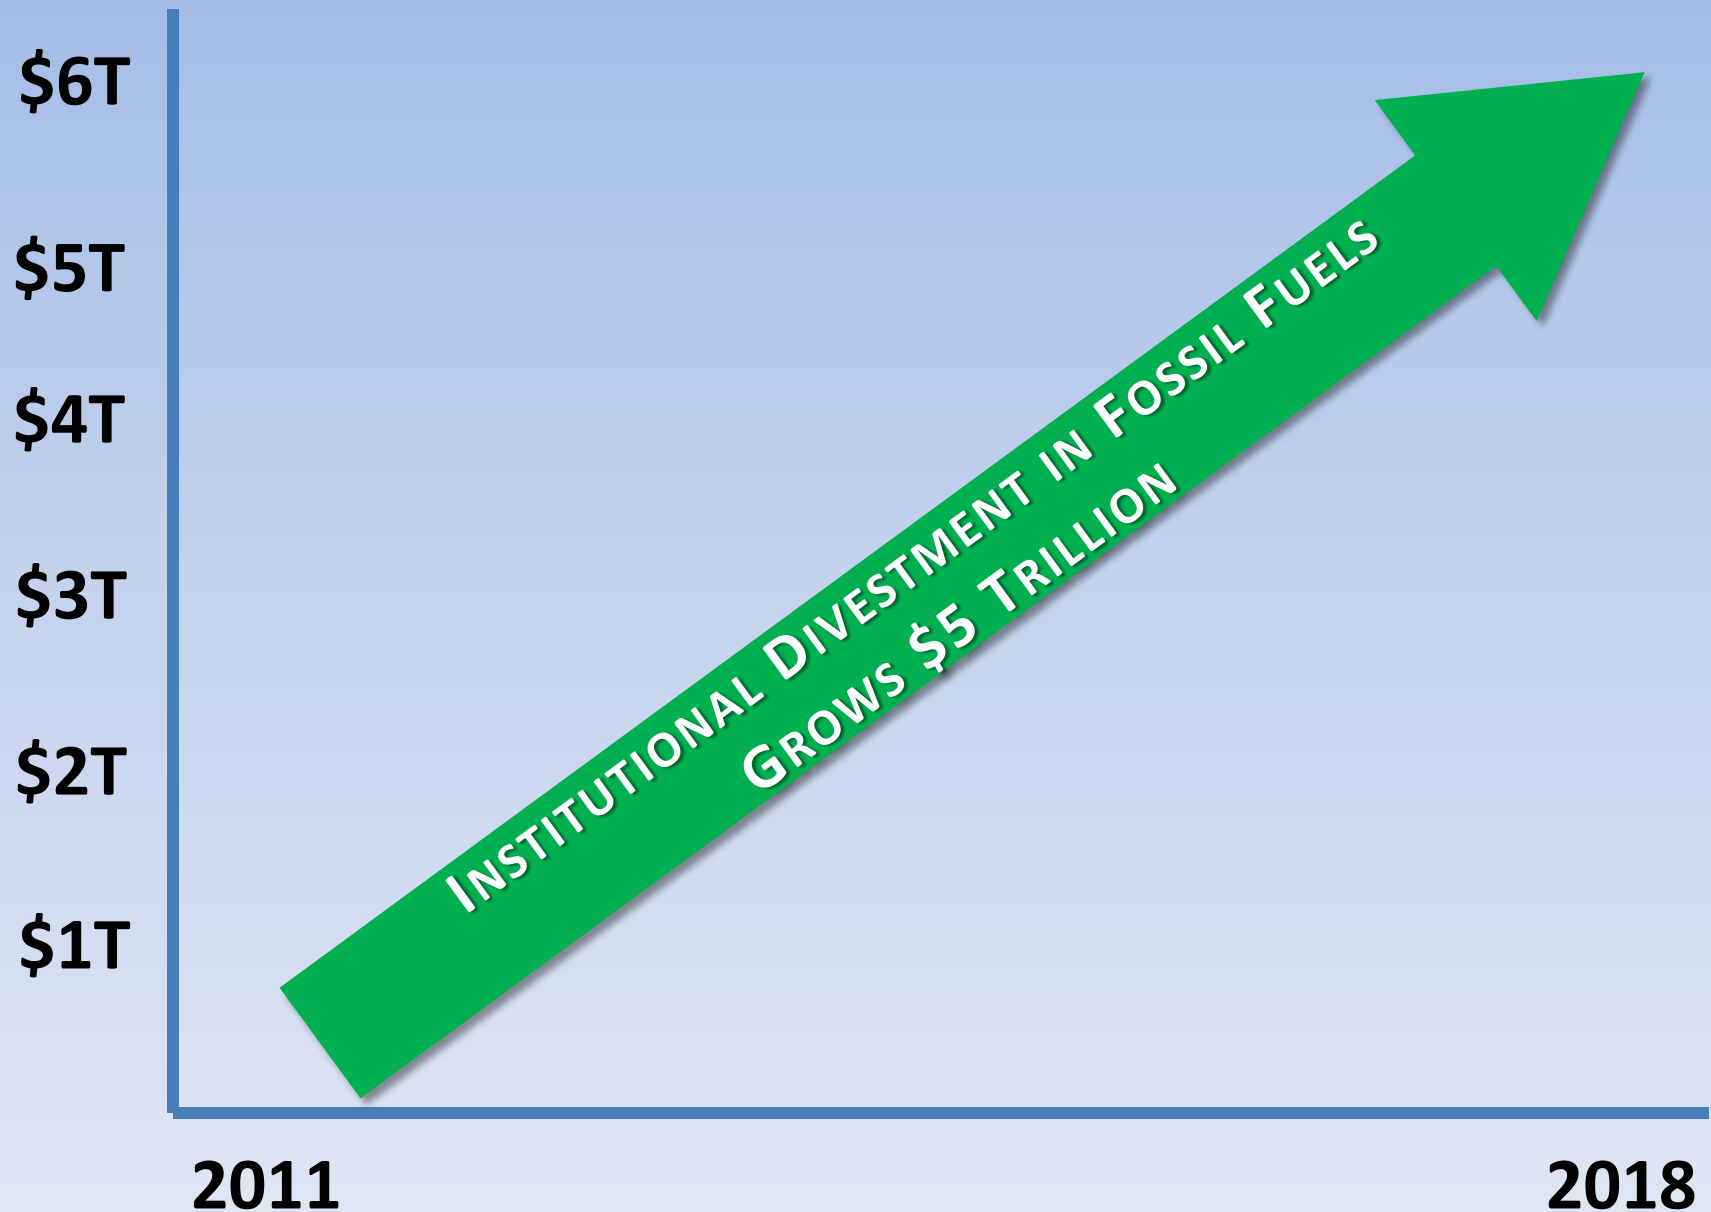 $6T
$5T
$4T
$3T
$2T
$1T
INSTITUTIONAL DIVESTMENT IN FOSSIL FUELS
GROWS $5 TRILLION
2011
2018